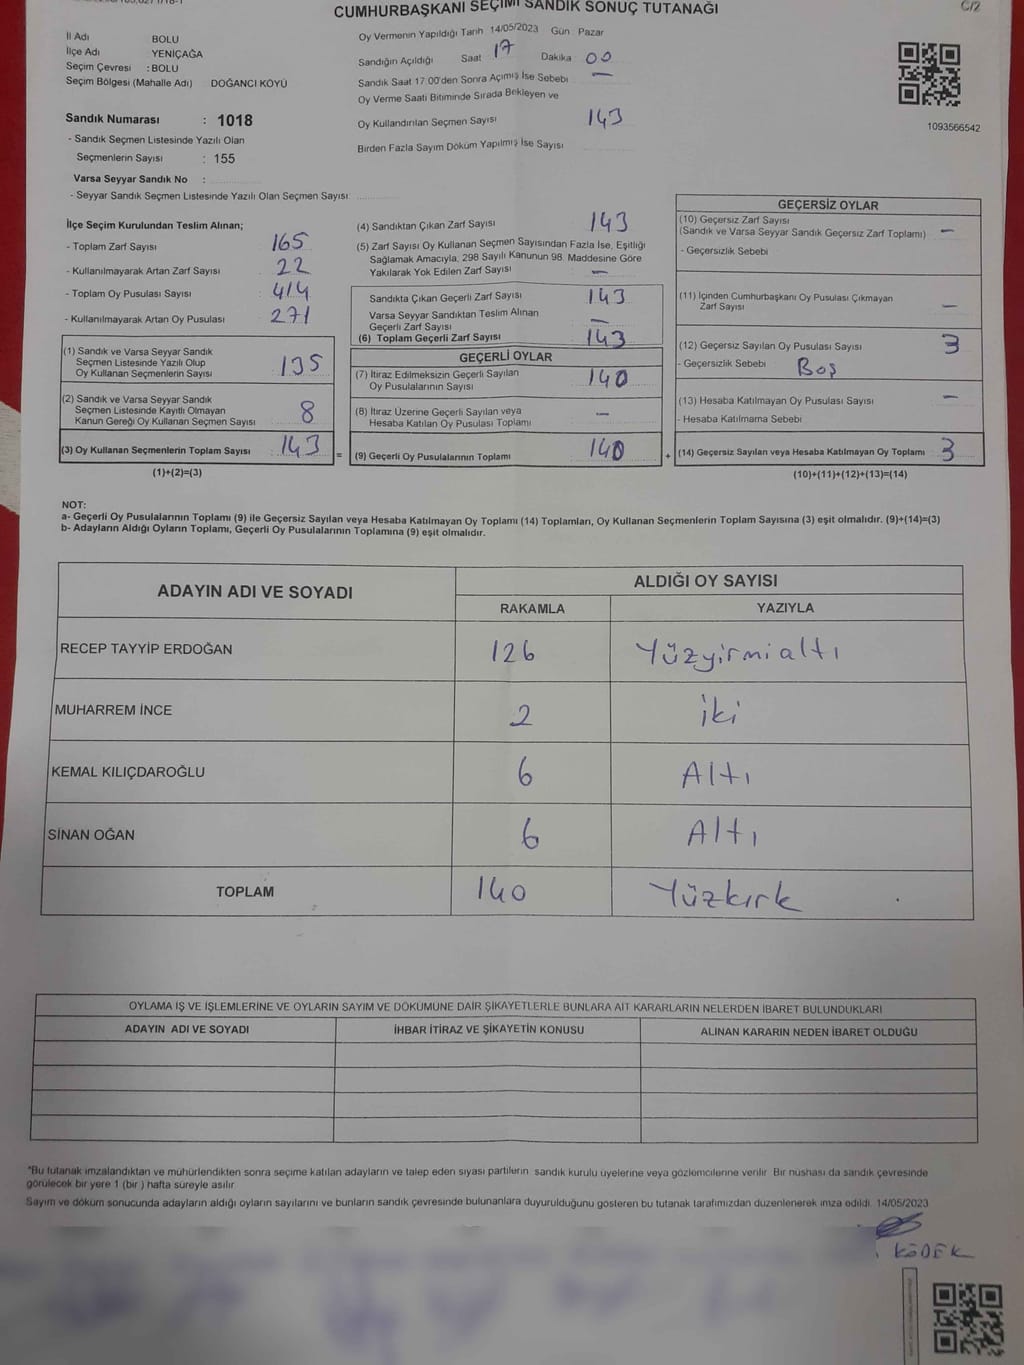 CUMHURBAŞKANI SEÇİMİ SANDIK SONUÇ TUTANAĞI
C/2
İl Adı BOLU
İlçe Adı YENİÇAĞA
Seçim Çevresi : BOLU
Seçim Bölgesi (Mahalle Adı) DOĞANCI KÖYÜ
Sandık Numarası : 1018
- Sandık Seçmen Listesinde Yazılı Olan
Seçmenlerin Sayısı : 155
Varsa Seyyar Sandık No :
- Seyyar Sandık Seçmen Listesinde Yazılı Olan Seçmen Sayısı:
Oy Vermenin Yapıldığı Tarih 14/05/2023 Gün Pazar
Sandığın Açıldığı Saat 17 Dakika 00
Sandık Saat 17:00'den Sonra Açımış İse Sebebi —
Oy Verme Saati Bitiminde Sırada Bekleyen ve
Oy Kullandırılan Seçmen Sayısı 143
Birden Fazla Sayım Döküm Yapılmış İse Sayısı
1093566542
İlçe Seçim Kurulundan Teslim Alınan;
- Toplam Zarf Sayısı : 165
- Kullanılmayarak Artan Zarf Sayısı : 22
- Toplam Oy Pusulası Sayısı : 414
- Kullanılmayarak Artan Oy Pusulası : 271
(1) Sandık ve Varsa Seyyar Sandık
Seçmen Listesinde Yazılı Olup
Oy Kullanan Seçmenlerin Sayısı 135
(2) Sandık ve Varsa Seyyar Sandık
Seçmen Listesinde Kayıtlı Olmayan
Kanun Gereği Oy Kullanan Seçmen Sayısı 8
(3) Oy Kullanan Seçmenlerin Toplam Sayısı 143 =
(1)+(2)=(3)
(4) Sandıktan Çıkan Zarf Sayısı 143
(5) Zarf Sayısı Oy Kullanan Seçmen Sayısından Fazla İse, Eşitliği
Sağlamak Amacıyla, 298 Sayılı Kanunun 98. Maddesine Göre
Yakılarak Yok Edilen Zarf Sayısı —
Sandıkta Çıkan Geçerli Zarf Sayısı 143
Varsa Seyyar Sandıktan Teslim Alınan
Geçerli Zarf Sayısı —
(6) Toplam Geçerli Zarf Sayısı 143
GEÇERLİ OYLAR
(7) İtiraz Edilmeksizin Geçerli Sayılan
Oy Pusulalarının Sayısı 140
(8) İtiraz Üzerine Geçerli Sayılan veya
Hesaba Katılan Oy Pusulası Toplamı —
(9) Geçerli Oy Pusulalarının Toplamı 140 +
GEÇERSİZ OYLAR
(10) Geçersiz Zarf Sayısı
(Sandık ve Varsa Seyyar Sandık Geçersiz Zarf Toplamı) —
- Geçersizlik Sebebi
(11) İçinden Cumhurbaşkanı Oy Pusulası Çıkmayan
Zarf Sayısı —
(12) Geçersiz Sayılan Oy Pusulası Sayısı 3
- Geçersizlik Sebebi Boş
(13) Hesaba Katılmayan Oy Pusulası Sayısı —
- Hesaba Katılmama Sebebi
(14) Geçersiz Sayılan veya Hesaba Katılmayan Oy Toplamı 3
(10)+(11)+(12)+(13)=(14)
NOT:
a- Geçerli Oy Pusulalarının Toplamı (9) ile Geçersiz Sayılan veya Hesaba Katılmayan Oy Toplamı (14) Toplamları, Oy Kullanan Seçmenlerin Toplam Sayısına (3) eşit olmalıdır. (9)+(14)=(3)
b- Adayların Aldığı Oyların Toplamı, Geçerli Oy Pusulalarının Toplamına (9) eşit olmalıdır.
ADAYIN ADI VE SOYADI ALDIĞI OY SAYISI
RAKAMLA YAZIYLA
RECEP TAYYİP ERDOĞAN 126 Yüzyirmialtı
MUHARREM İNCE 2 iki
KEMAL KILIÇDAROĞLU 6 Altı
SİNAN OĞAN 6 Altı
TOPLAM 140 Yüzkırk
OYLAMA İŞ VE İŞLEMLERİNE VE OYLARIN SAYIM VE DÖKÜMÜNE DAİR ŞİKAYETLERLE BUNLARA AİT KARARLARIN NELERDEN İBARET BULUNDUKLARI
ADAYIN ADI VE SOYADI İHBAR İTİRAZ VE ŞİKAYETİN KONUSU ALINAN KARARIN NEDEN İBARET OLDUĞU
*Bu tutanak imzalandıktan ve mühürlendikten sonra seçime katılan adayların ve talep eden siyasi partilerin sandık kurulu üyelerine veya gözlemcilerine verilir. Bir nüshası da sandık çevresinde
görülecek bir yere 1 (bir) hafta süreyle asılır
Sayım ve döküm sonucunda adayların aldığı oyların sayılarını ve bunların sandık çevresinde bulunanlara duyurulduğunu gösteren bu tutanak tarafımızdan düzenlenerek imza edildi. 14/05/2023
KÖDEK